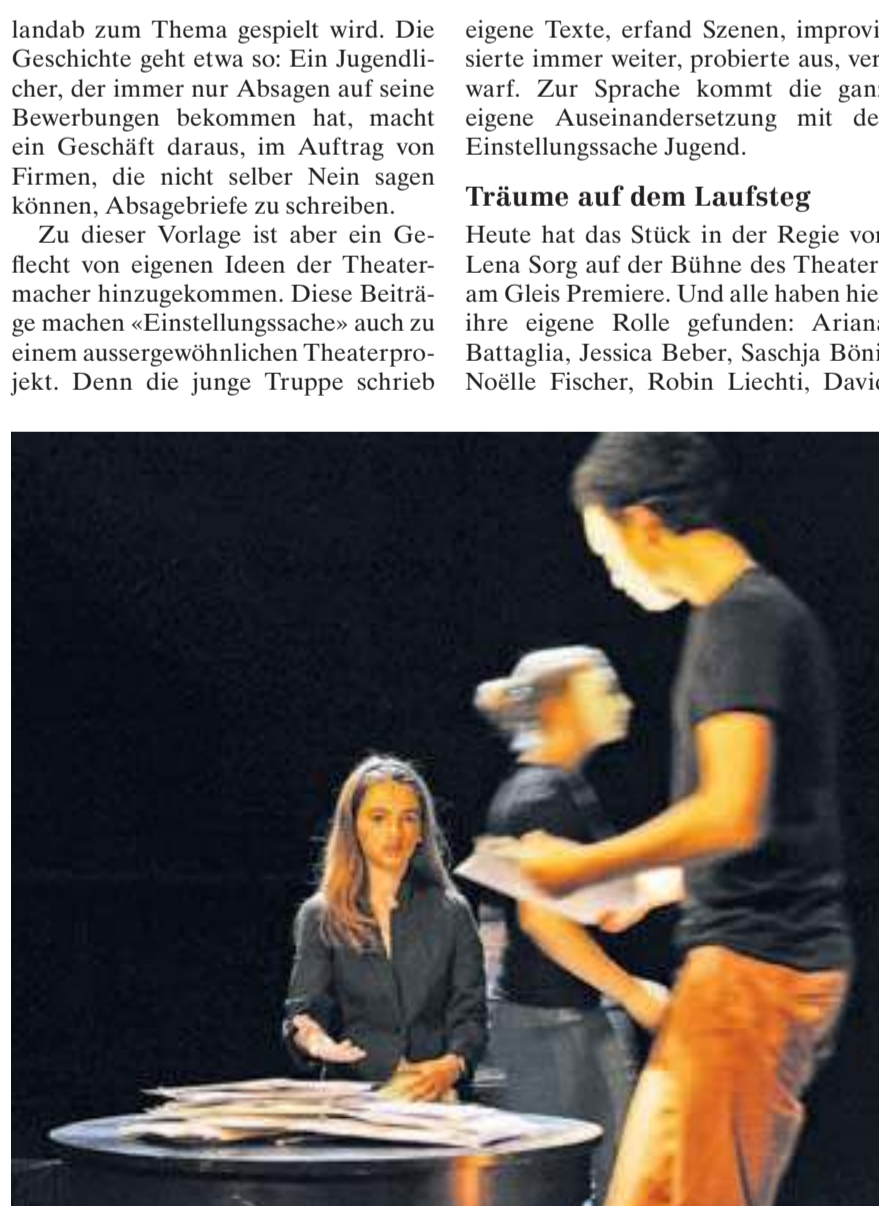 landab zum Thema gespielt wird. Die
Geschichte geht etwa so: Ein Jugendli-
cher, der immer nur Absagen auf seine
Bewerbungen bekommen hat, macht
ein Geschäft daraus, im Auftrag von
Firmen, die nicht selber Nein sagen
können, Absagebriefe zu schreiben.
Zu dieser Vorlage ist aber ein Ge-
flecht von eigenen Ideen der Theater-
macher hinzugekommen. Diese Beiträ-
ge machen «Einstellungssache» auch zu
einem aussergewöhnlichen Theaterpro-
jekt. Denn die junge Truppe schrieb
eigene Texte, erfand Szenen, improvi
sierte immer weiter, probierte aus, ver
warf. Zur Sprache kommt die gan
eigene Auseinandersetzung mit de
Einstellungssache Jugend.
Träume auf dem Laufsteg
Heute hat das Stück in der Regie vo
Lena Sorg auf der Bühne des Theater
am Gleis Premiere. Und alle haben hie
ihre eigene Rolle gefunden: Arian
Battaglia, Jessica Beber, Saschja Böni
Noëlle Fischer, Robin Liechti, Davi